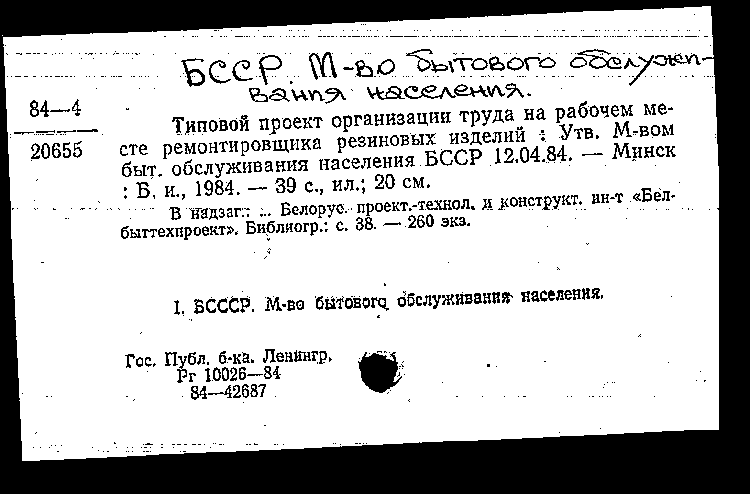 БССР. М-во бытового обслужи-
вания населения.
84—4
20655
Типовой проект организации труда на рабочем ме-
сте ремонтировщика резиновых изделий : Утв. М-вом
быт. обслуживания населения БССР 12.04.84. — Минск
: Б. и., 1984. — 39 с., ил.; 20 см.
В надзаг.: ... Белорус. проект.-технол. и конструкт. ин-т «Бел-
быттехпроект». Библиогр.: с. 38. — 260 экз.
I. БСССР. М-во бытового обслуживания населения.
Гос. Публ. б-ка. Ленингр.
Рг 10026—84
84—42687